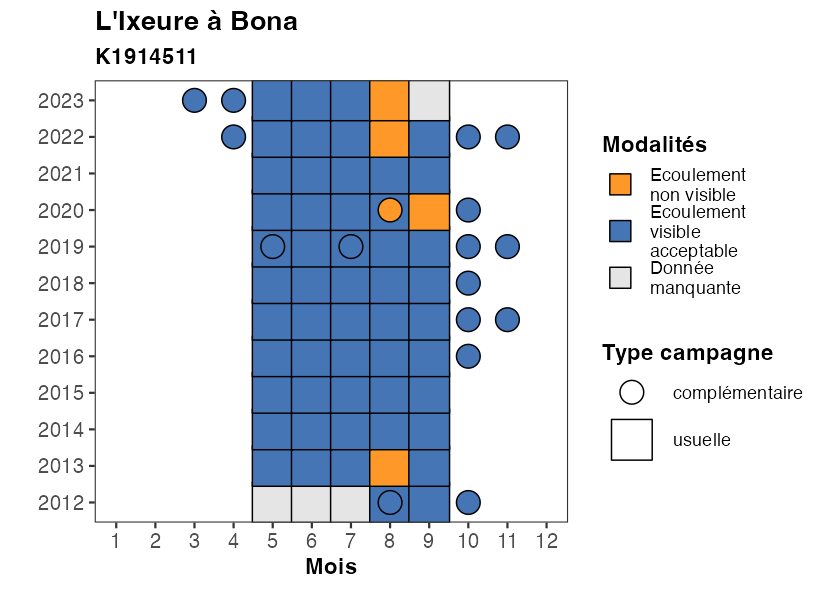 L'Ixeure à Bona
K1914511
2023
2022
2021
2020
2019
2018
2017
2016
2015
2014
2013
2012
1 2 3 4 5 6 7 8 9 10 11 12
Mois
Modalités
Ecoulement
non visible
Ecoulement
visible
acceptable
Donnée
manquante
Type campagne
complémentaire
usuelle